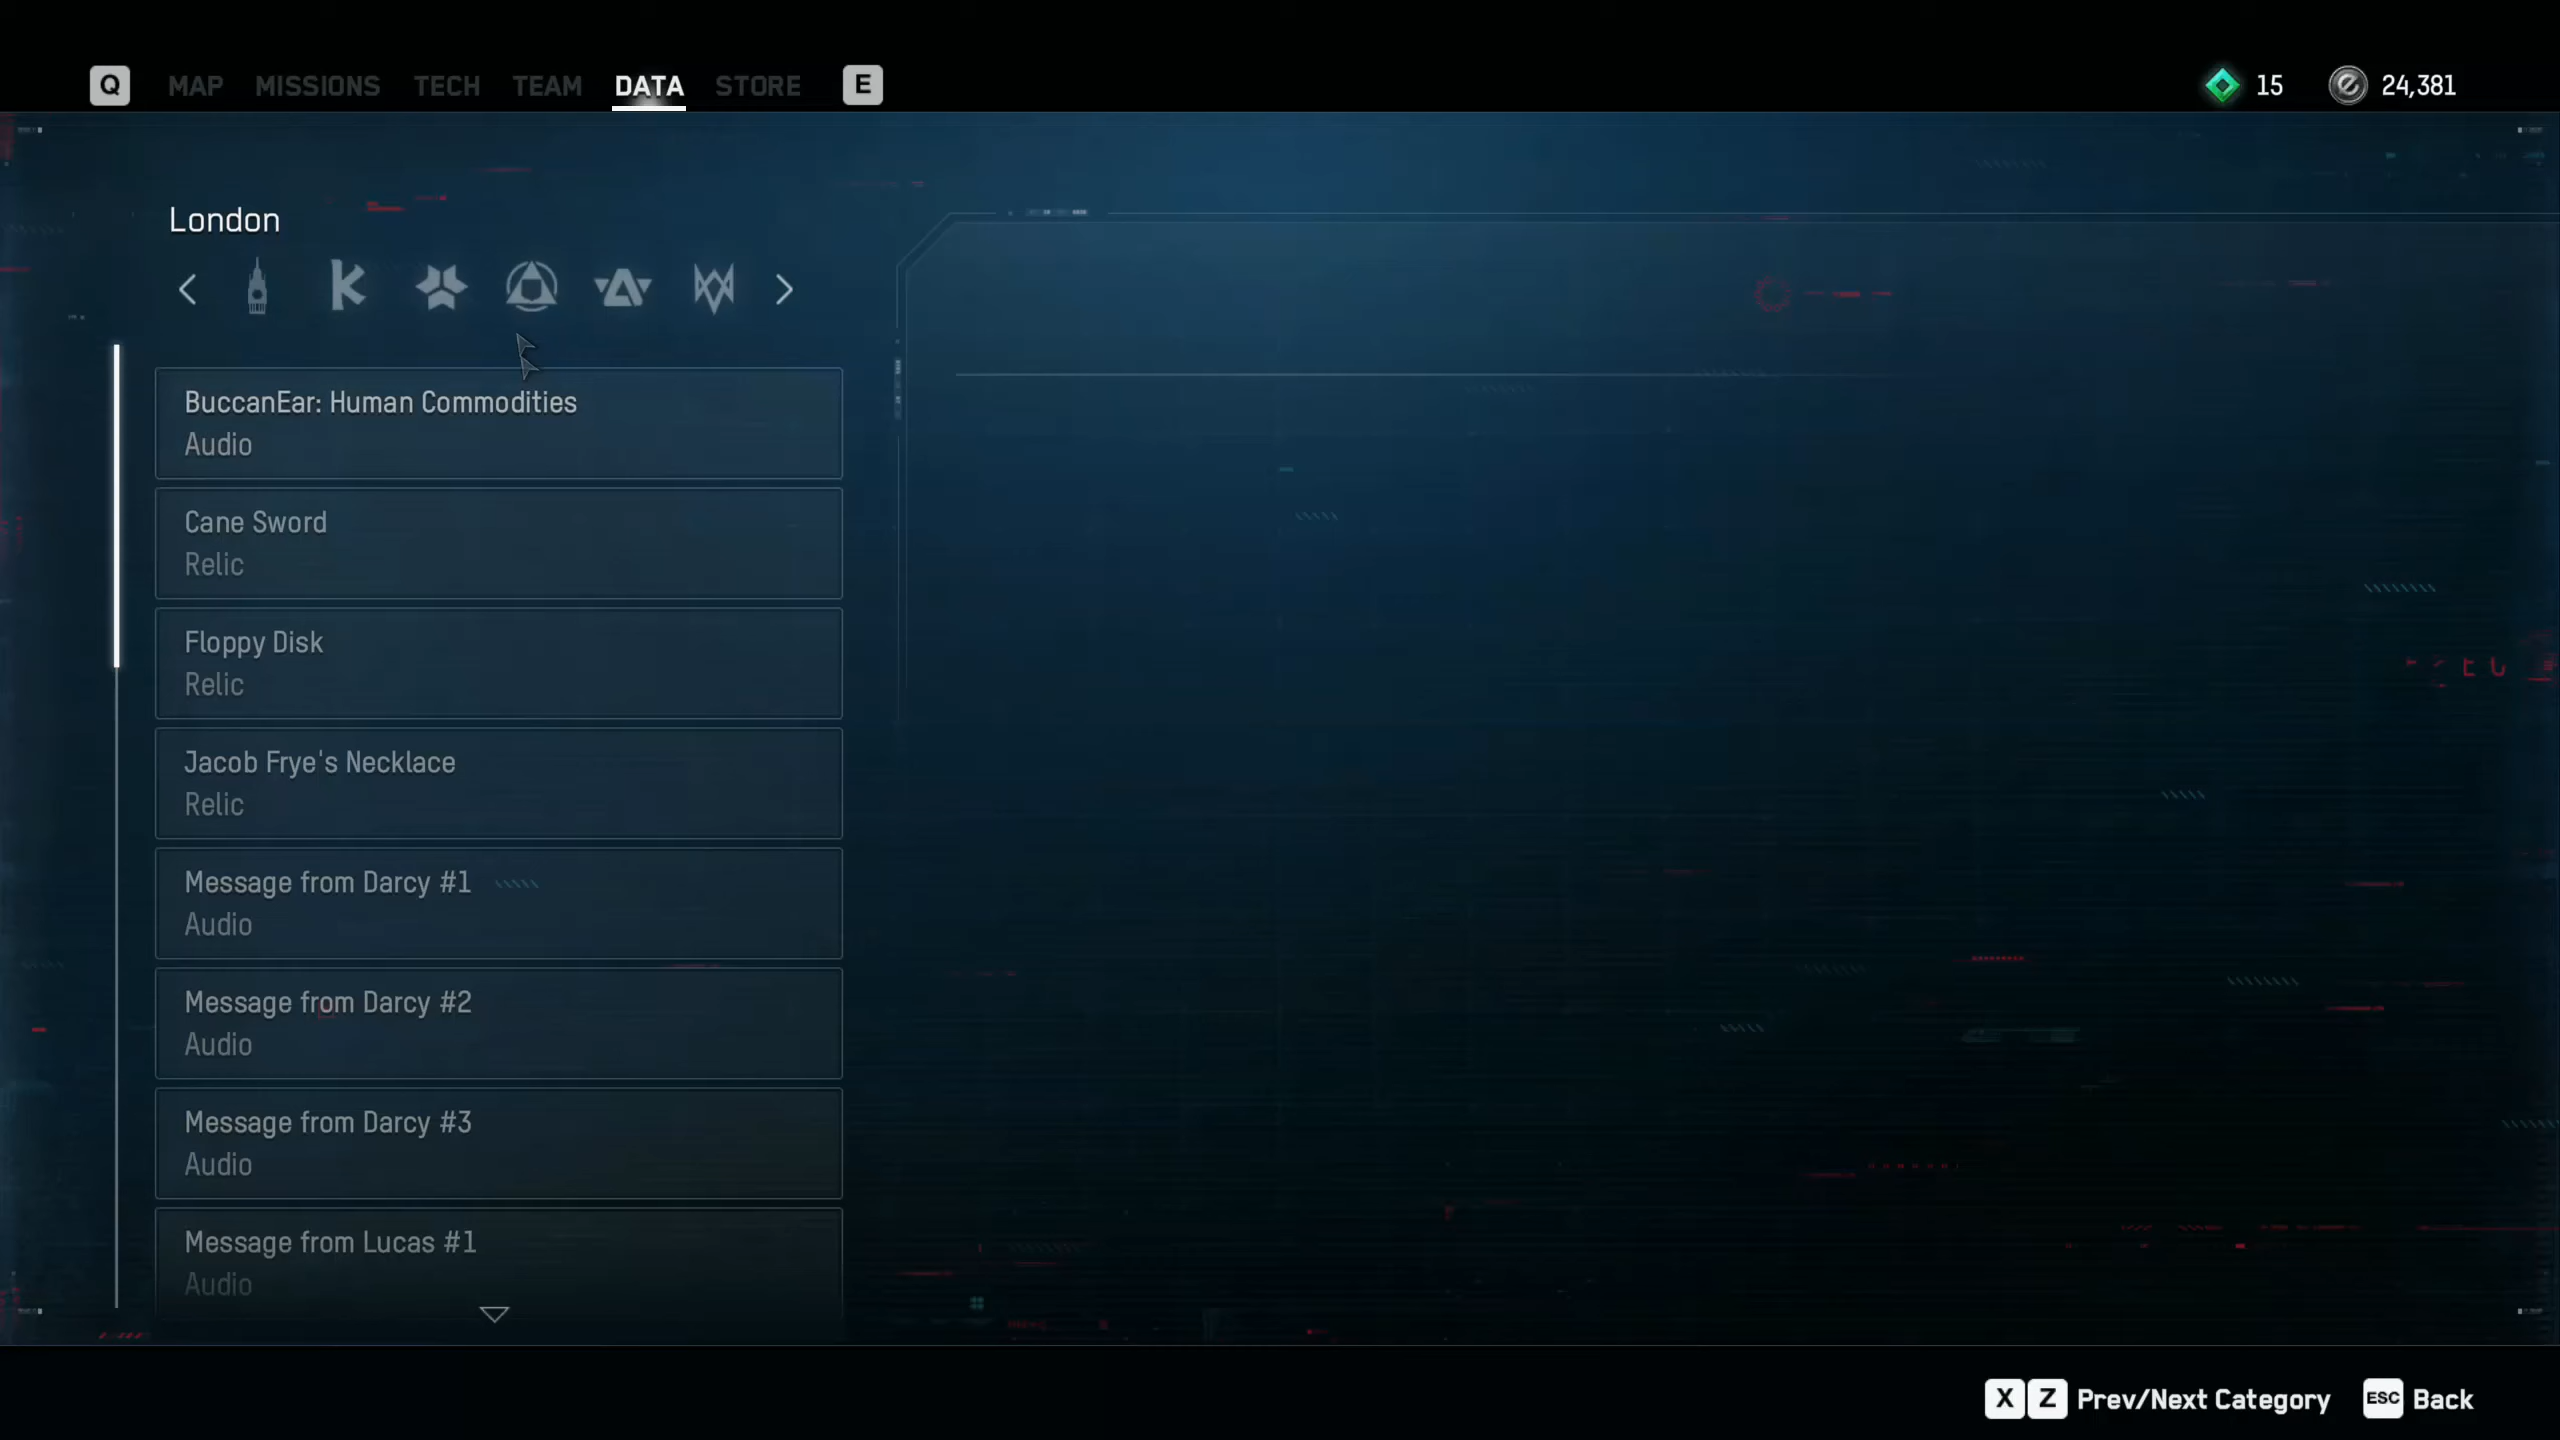 Q MAP MISSIONS TECH TEAM DATA STORE E 15 24,381
London
BuccanEar: Human Commodities
Audio
Cane Sword
Relic
Floppy Disk
Relic
Jacob Frye's Necklace
Relic
Message from Darcy #1
Audio
Message from Darcy #2
Audio
Message from Darcy #3
Audio
Message from Lucas #1
Audio
X Z Prev/Next Category ESC Back